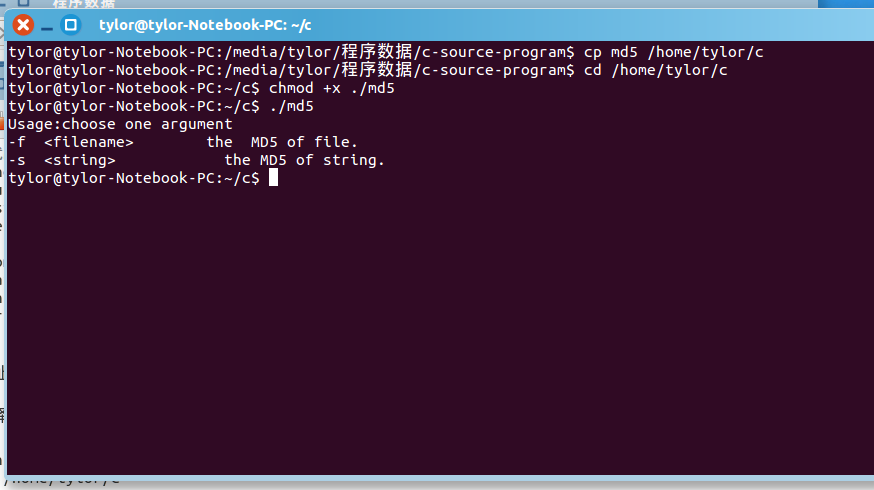 程序数据
tylor@tylor-Notebook-PC: ~/c
tylor@tylor-Notebook-PC:/media/tylor/程序数据/c-source-program$ cp md5 /home/tylor/c
tylor@tylor-Notebook-PC:/media/tylor/程序数据/c-source-program$ cd /home/tylor/c
tylor@tylor-Notebook-PC:~/c$ chmod +x ./md5
tylor@tylor-Notebook-PC:~/c$ ./md5
Usage:choose one argument
-f  <filename>        the  MD5 of file.
-s  <string>            the MD5 of string.
tylor@tylor-Notebook-PC:~/c$
/home/tylor/c